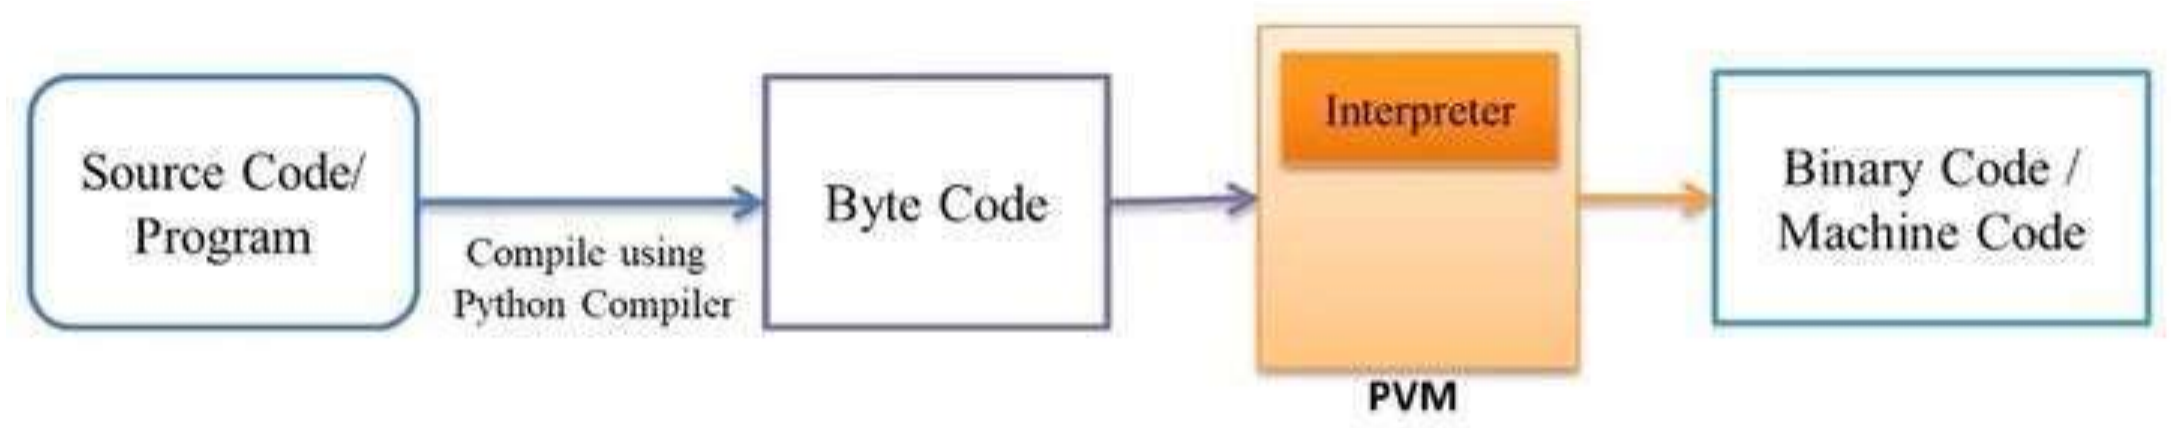 Source Code/
Program
Compile using
Python Compiler
Byte Code
Interpreter
PVM
Binary Code /
Machine Code